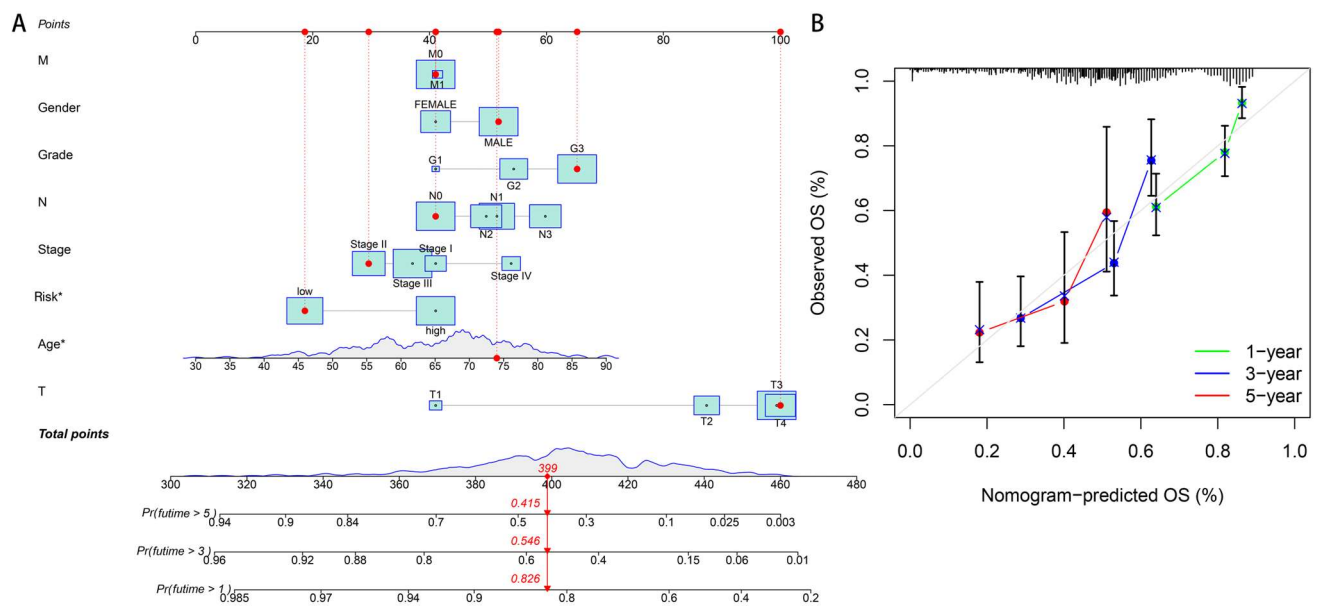 A
Points
0 20 40 60 80 100
M
M0
M1
Gender
FEMALE
MALE
Grade
G1
G2
G3
N
N0
N1
N2
N3
Stage
Stage II
Stage I
Stage III
Stage IV
Risk*
low
high
Age*
30 35 40 45 50 55 60 65 70 75 80 85 90
T
T1
T2
T3
T4
Total points
399
300 320 340 360 380 400 420 440 460 480
0.415
Pr(futime > 5)
0.94 0.9 0.84 0.7 0.5 0.3 0.1 0.025 0.003
0.546
Pr(futime > 3)
0.96 0.92 0.88 0.8 0.6 0.4 0.15 0.06 0.01
0.826
Pr(futime > 1)
0.985 0.97 0.94 0.9 0.8 0.6 0.4 0.2
B
Observed OS (%)
1.0
0.8
0.6
0.4
0.2
0.0
1-year
3-year
5-year
0.0 0.2 0.4 0.6 0.8 1.0
Nomogram-predicted OS (%)